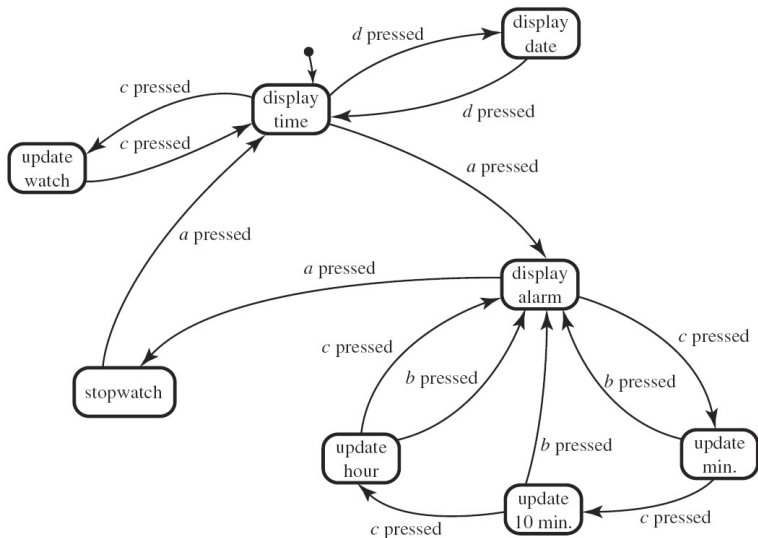 d pressed
display
date
c pressed
display
time
c pressed
d pressed
update
watch
a pressed
a pressed
a pressed
display
alarm
c pressed
c pressed
b pressed
b pressed
stopwatch
b pressed
update
hour
update
min.
update
10 min.
c pressed
c pressed